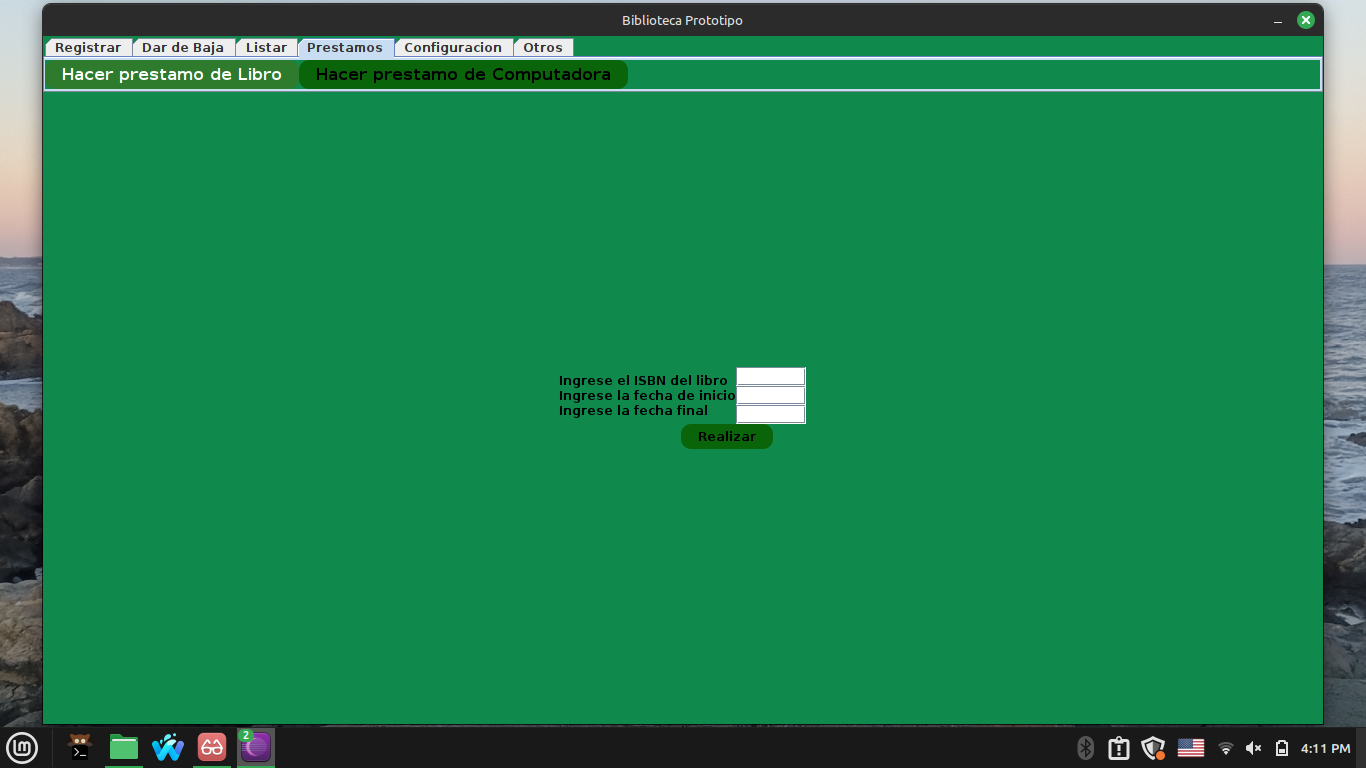 Biblioteca Prototipo
Registrar Dar de Baja Listar Prestamos Configuracion Otros
Hacer prestamo de Libro Hacer prestamo de Computadora
Ingrese el ISBN del libro
Ingrese la fecha de inicio
Ingrese la fecha final
Realizar
2
4:11 PM